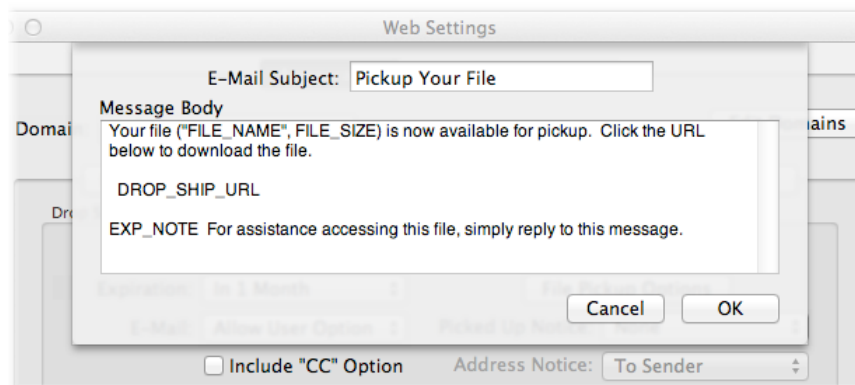 Web Settings
E-Mail Subject: Pickup Your File
Message Body
Domai
ains
Your file ("FILE_NAME", FILE_SIZE) is now available for pickup.  Click the URL
below to download the file.
DROP_SHIP_URL
EXP_NOTE  For assistance accessing this file, simply reply to this message.
Dro
Expiration: In 1 Month
File Pickup Options
Cancel
OK
E-Mail: Allow User Option
Picked Up Notice: None
Include "CC" Option
Address Notice: To Sender